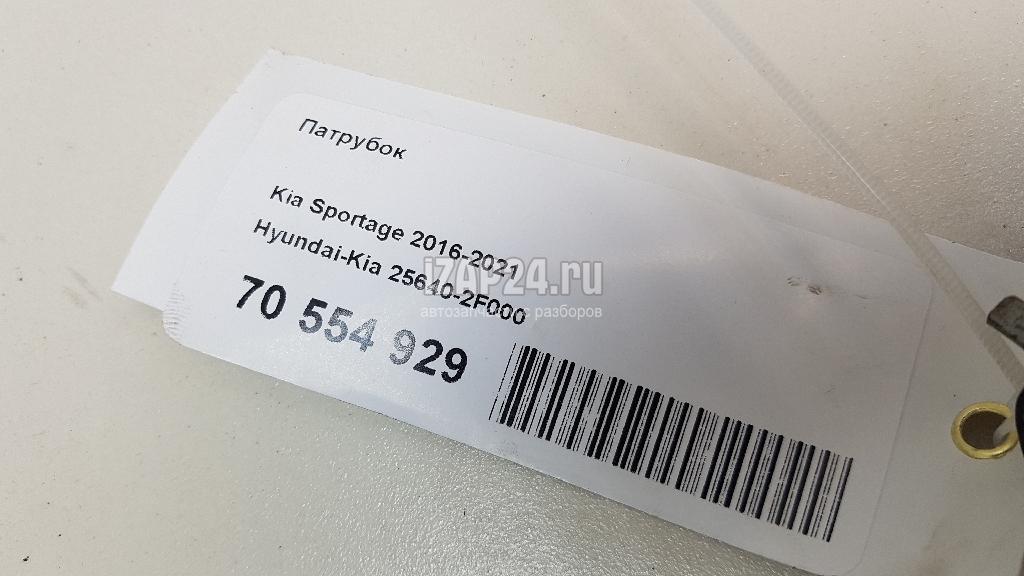 Патрубок
Kia Sportage 2016-2021
Hyundai-Kia 25640-2F000
70 554 929
iZAP24.ru
автозапчасти с разборов